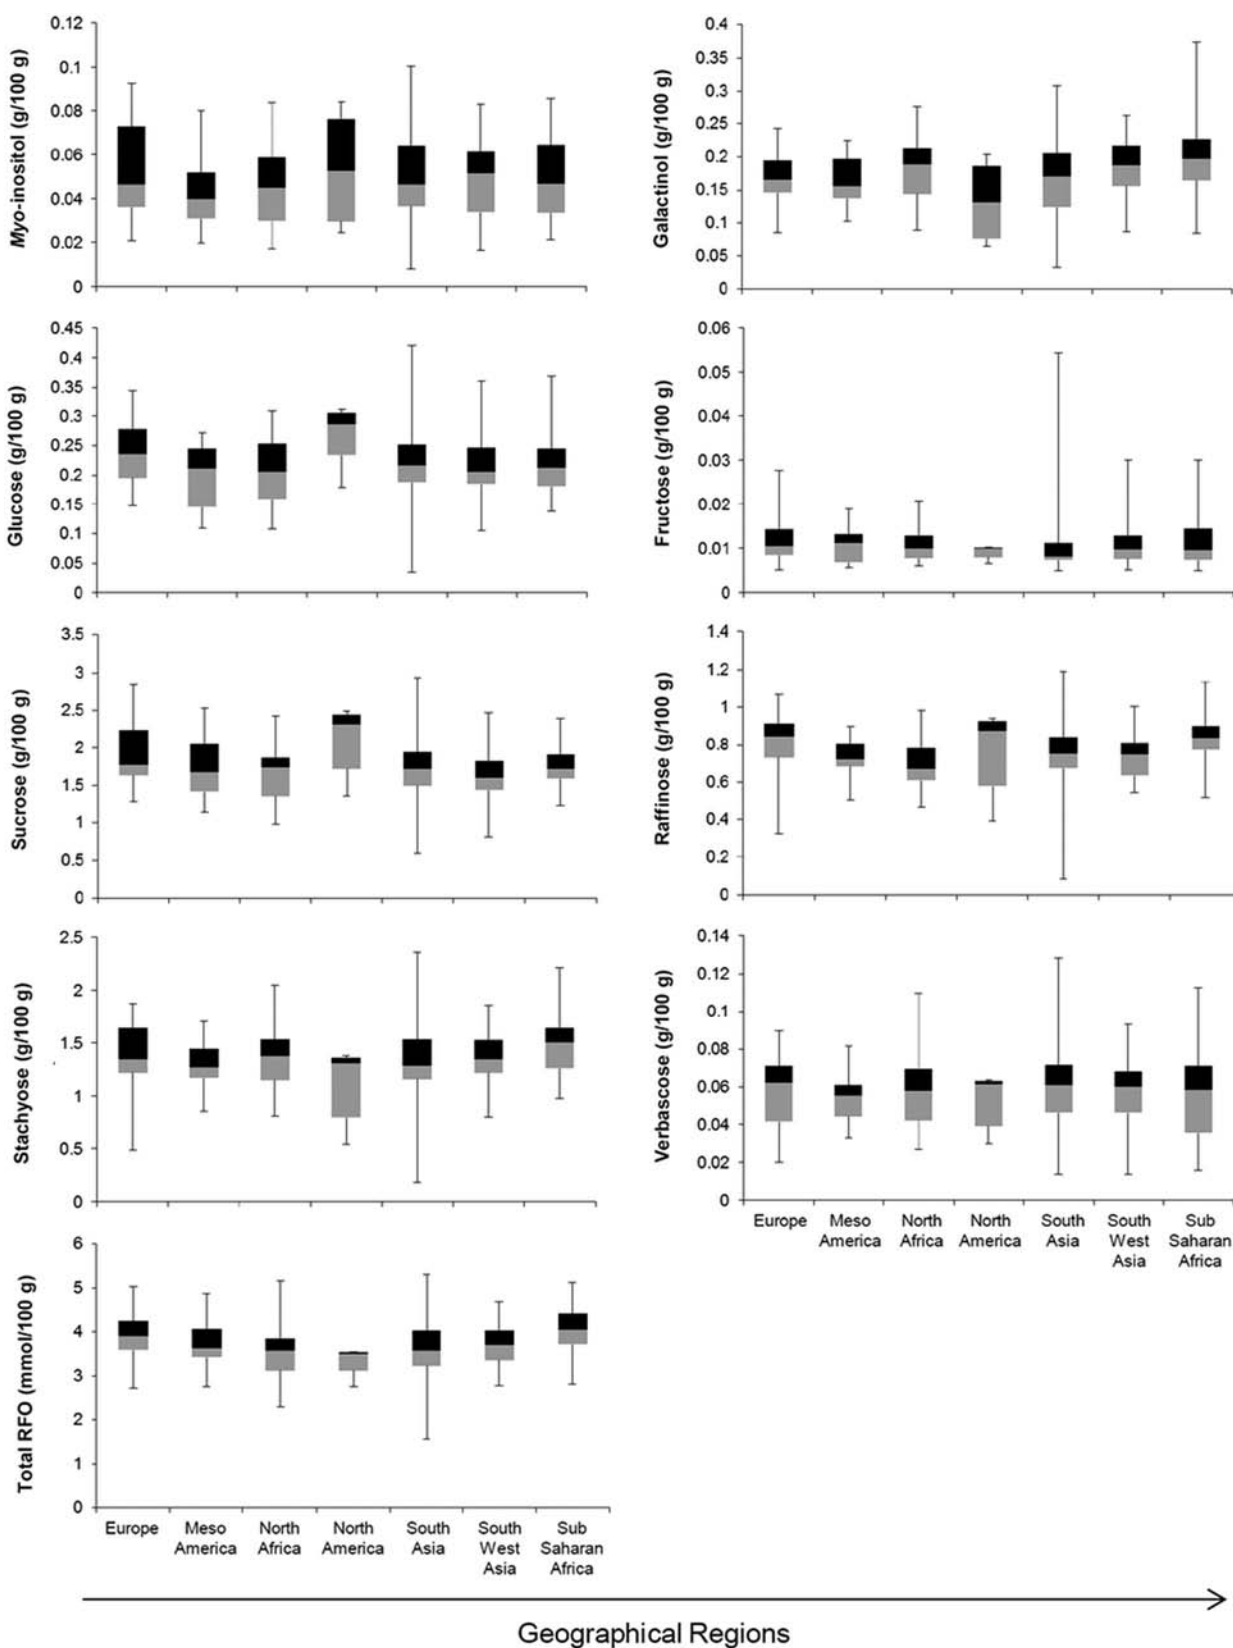 Myo-inositol (g/100 g)
0.12
0.1
0.08
0.06
0.04
0.02
0
Galactinol (g/100 g)
0.4
0.35
0.3
0.25
0.2
0.15
0.1
0.05
0
Glucose (g/100 g)
0.45
0.4
0.35
0.3
0.25
0.2
0.15
0.1
0.05
0
Fructose (g/100 g)
0.06
0.05
0.04
0.03
0.02
0.01
0
Sucrose (g/100 g)
3.5
3
2.5
2
1.5
1
0.5
0
Raffinose (g/100 g)
1.4
1.2
1
0.8
0.6
0.4
0.2
0
Stachyose (g/100 g)
2.5
2
1.5
1
0.5
0
Verbascose (g/100 g)
0.14
0.12
0.1
0.08
0.06
0.04
0.02
0
Europe
Meso
America
North
Africa
North
America
South
Asia
South
West
Asia
Sub
Saharan
Africa
Total RFO (mmol/100 g)
6
5
4
3
2
1
0
Europe
Meso
America
North
Africa
North
America
South
Asia
South
West
Asia
Sub
Saharan
Africa
Geographical Regions